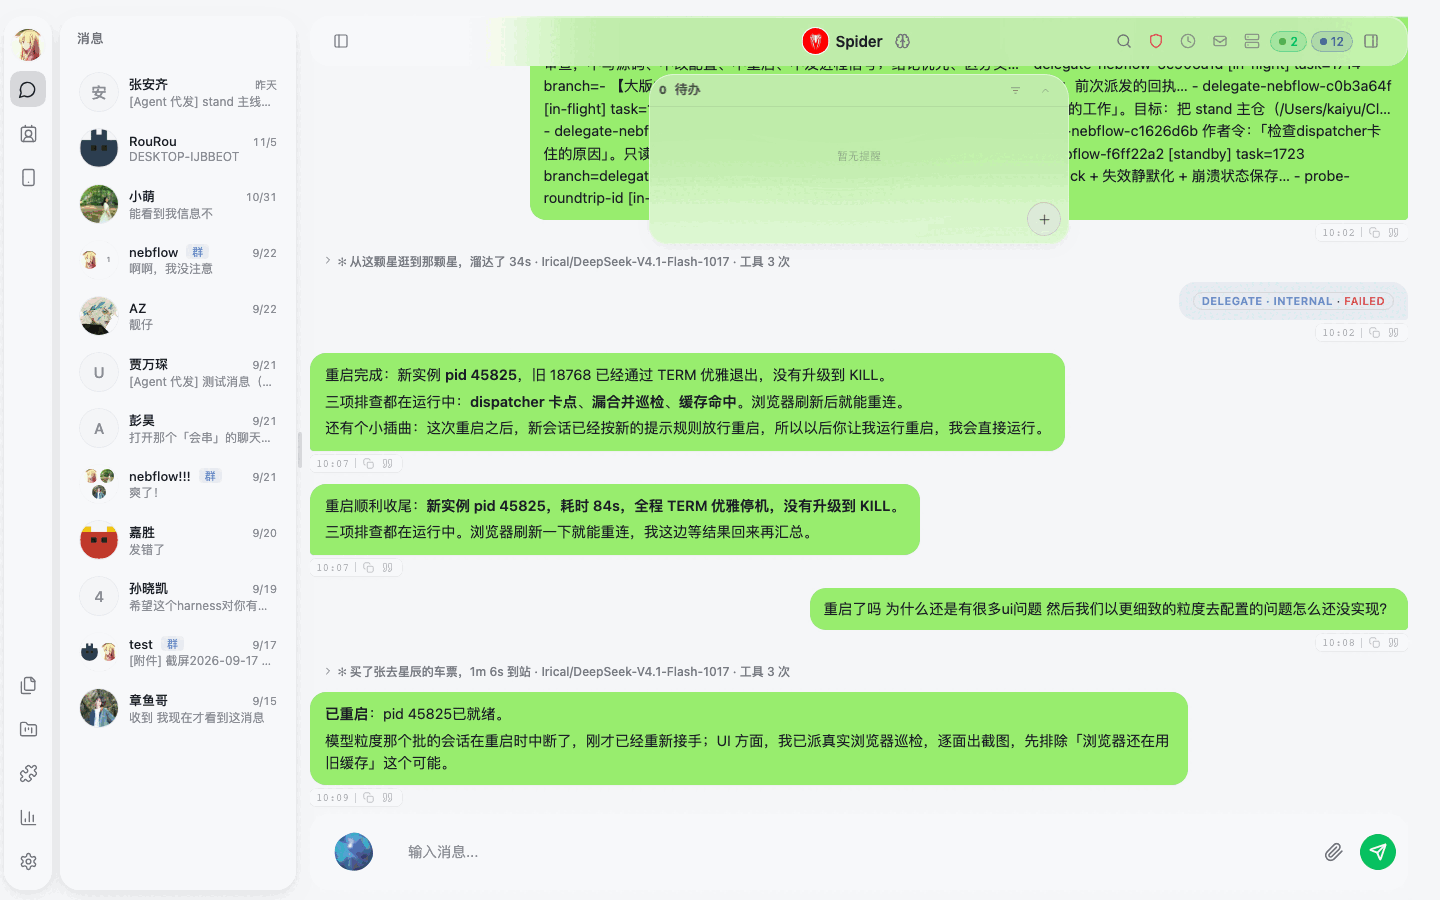 消息
安
张安齐
昨天
[Agent 代发] stand 主线...
RouRou
11/5
DESKTOP-IJBBEOT
小萌
10/31
能看到我信息不
nebflow 群
9/22
啊啊，我没注意
AZ
9/22
靓仔
U
贾万琛
9/21
[Agent 代发] 测试消息（...
A
彭昊
9/21
打开那个「会串」的聊天...
nebflow!!! 群
9/21
爽了！
嘉胜
9/20
发错了
4
孙晓凯
9/19
希望这个harness对你有...
test 群
9/17
[附件] 截屏2026-09-17 ...
章鱼哥
9/15
收到 我现在才看到这消息
Spider
2
12
branch=- 【大版
前次派发的回执... - delegate-nebflow-c0b3a64f
[in-flight] task=
的工作」。目标：把 stand 主仓（/Users/kaiyu/Cl...
- delegate-nebf
-nebflow-c1626d6b 作者令：「检查dispatcher卡
住的原因」。只读
bflow-f6ff22a2 [standby] task=1723
branch=delegat
ck + 失效静默化 + 崩溃状态保存... - probe-
roundtrip-id [in-
0 待办
暂无提醒
10:02
✻ 从这颗星逛到那颗星，溜达了 34s · lrical/DeepSeek-V4.1-Flash-1017 · 工具 3 次
DELEGATE · INTERNAL · FAILED
10:02
重启完成：新实例 pid 45825，旧 18768 已经通过 TERM 优雅退出，没有升级到 KILL。
三项排查都在运行中：dispatcher 卡点、漏合并巡检、缓存命中。浏览器刷新后就能重连。
还有个小插曲：这次重启之后，新会话已经按新的提示规则放行重启，所以以后你让我运行重启，我会直接运行。
10:07
重启顺利收尾：新实例 pid 45825，耗时 84s，全程 TERM 优雅停机，没有升级到 KILL。
三项排查都在运行中。浏览器刷新一下就能重连，我这边等结果回来再汇总。
10:07
重启了吗 为什么还是有很多ui问题 然后我们以更细致的粒度去配置的问题怎么还没实现？
10:08
✻ 买了张去星辰的车票，1m 6s 到站 · lrical/DeepSeek-V4.1-Flash-1017 · 工具 3 次
已重启：pid 45825已就绪。
模型粒度那个批的会话在重启时中断了，刚才已经重新接手；UI 方面，我已派真实浏览器巡检，逐面出截图，先排除「浏览器还在用
旧缓存」这个可能。
10:09
输入消息...